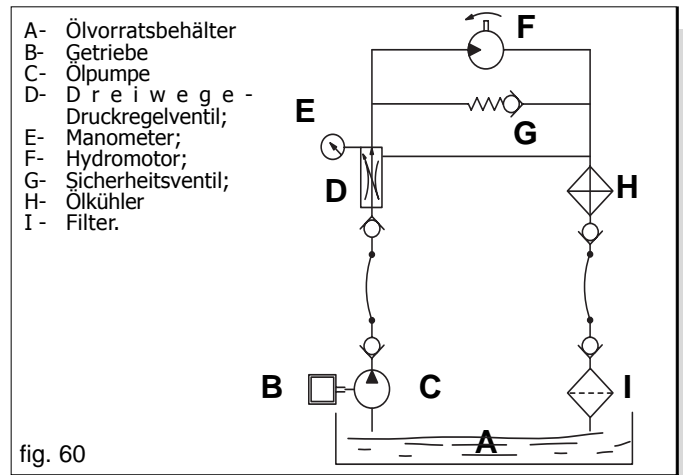 A- Ölvorratsbehälter
B- Getriebe
C- Ölpumpe
D- D r e i w e g e -
Druckregelventil;
E- Manometer;
F- Hydromotor;
G- Sicherheitsventil;
H- Ölkühler
I - Filter.
F
E
G
D
H
B
C
I
A
fig. 60